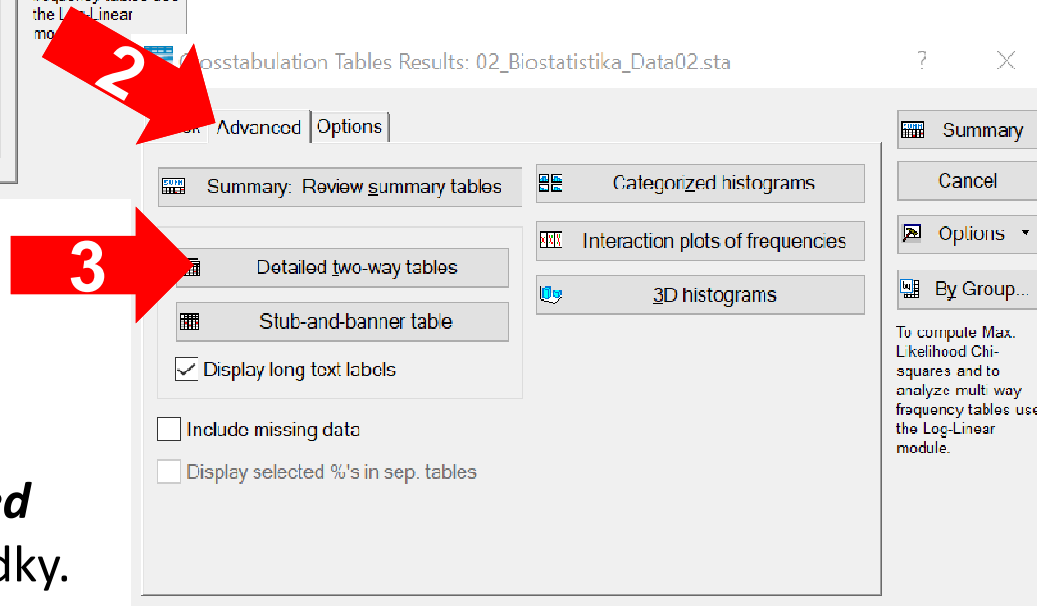 the Log-Linear
2
Crosstabulation Tables Results: 02_Biostatistika_Data02.sta
?
Advanced
Options
Summary: Review summary tables
Categorized histograms
Summary
Cancel
3
Detailed two-way tables
Interaction plots of frequencies
Options
Stub-and-banner table
3D histograms
By Group...
Display long text labels
To compute Max.
Likelihood Chi-
squares and to
analyze multi-way
frequency tables use
the Log-Linear
module.
Include missing data
Display selected %'s in sep. tables
ed
dky.